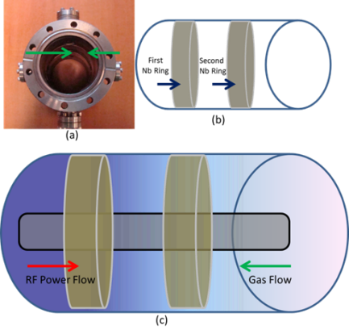 (a)
First
Nb Ring
Second
Nb Ring
(b)
RF Power Flow
Gas Flow
(c)